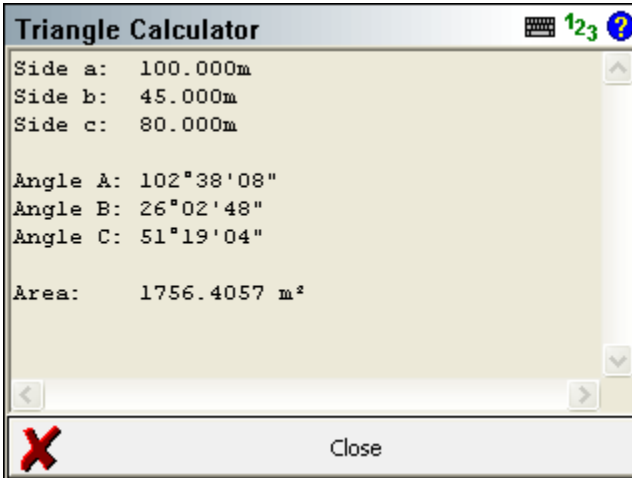 Triangle Calculator 123 ?
Side a: 100.000m
Side b: 45.000m
Side c: 80.000m
Angle A: 102°38'08"
Angle B: 26°02'48"
Angle C: 51°19'04"
Area: 1756.4057 m²
Close